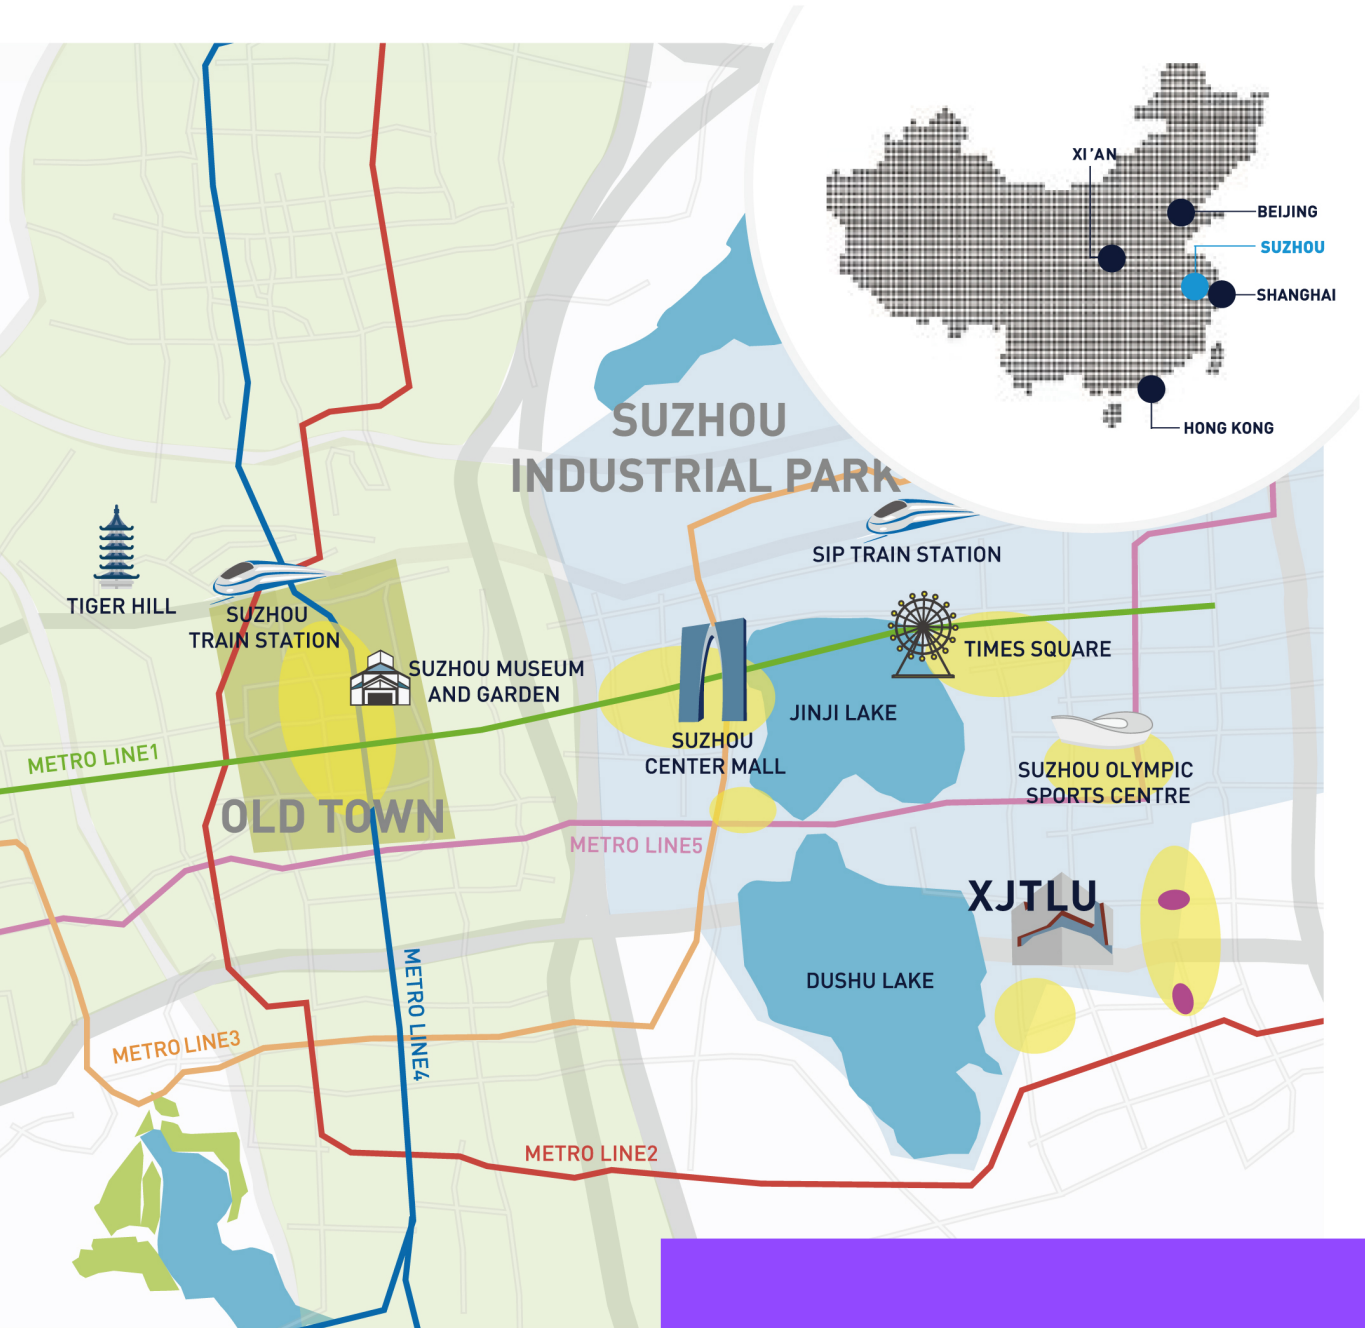 XI'AN
BEIJING
SUZHOU
SHANGHAI
HONG KONG
SUZHOU
INDUSTRIAL PARK
SIP TRAIN STATION
TIGER HILL
SUZHOU
TRAIN STATION
SUZHOU MUSEUM
AND GARDEN
TIMES SQUARE
JINJI LAKE
SUZHOU
CENTER MALL
METRO LINE1
SUZHOU OLYMPIC
SPORTS CENTRE
OLD TOWN
METRO LINE5
XJTLU
DUSHU LAKE
METRO LINE4
METRO LINE3
METRO LINE2